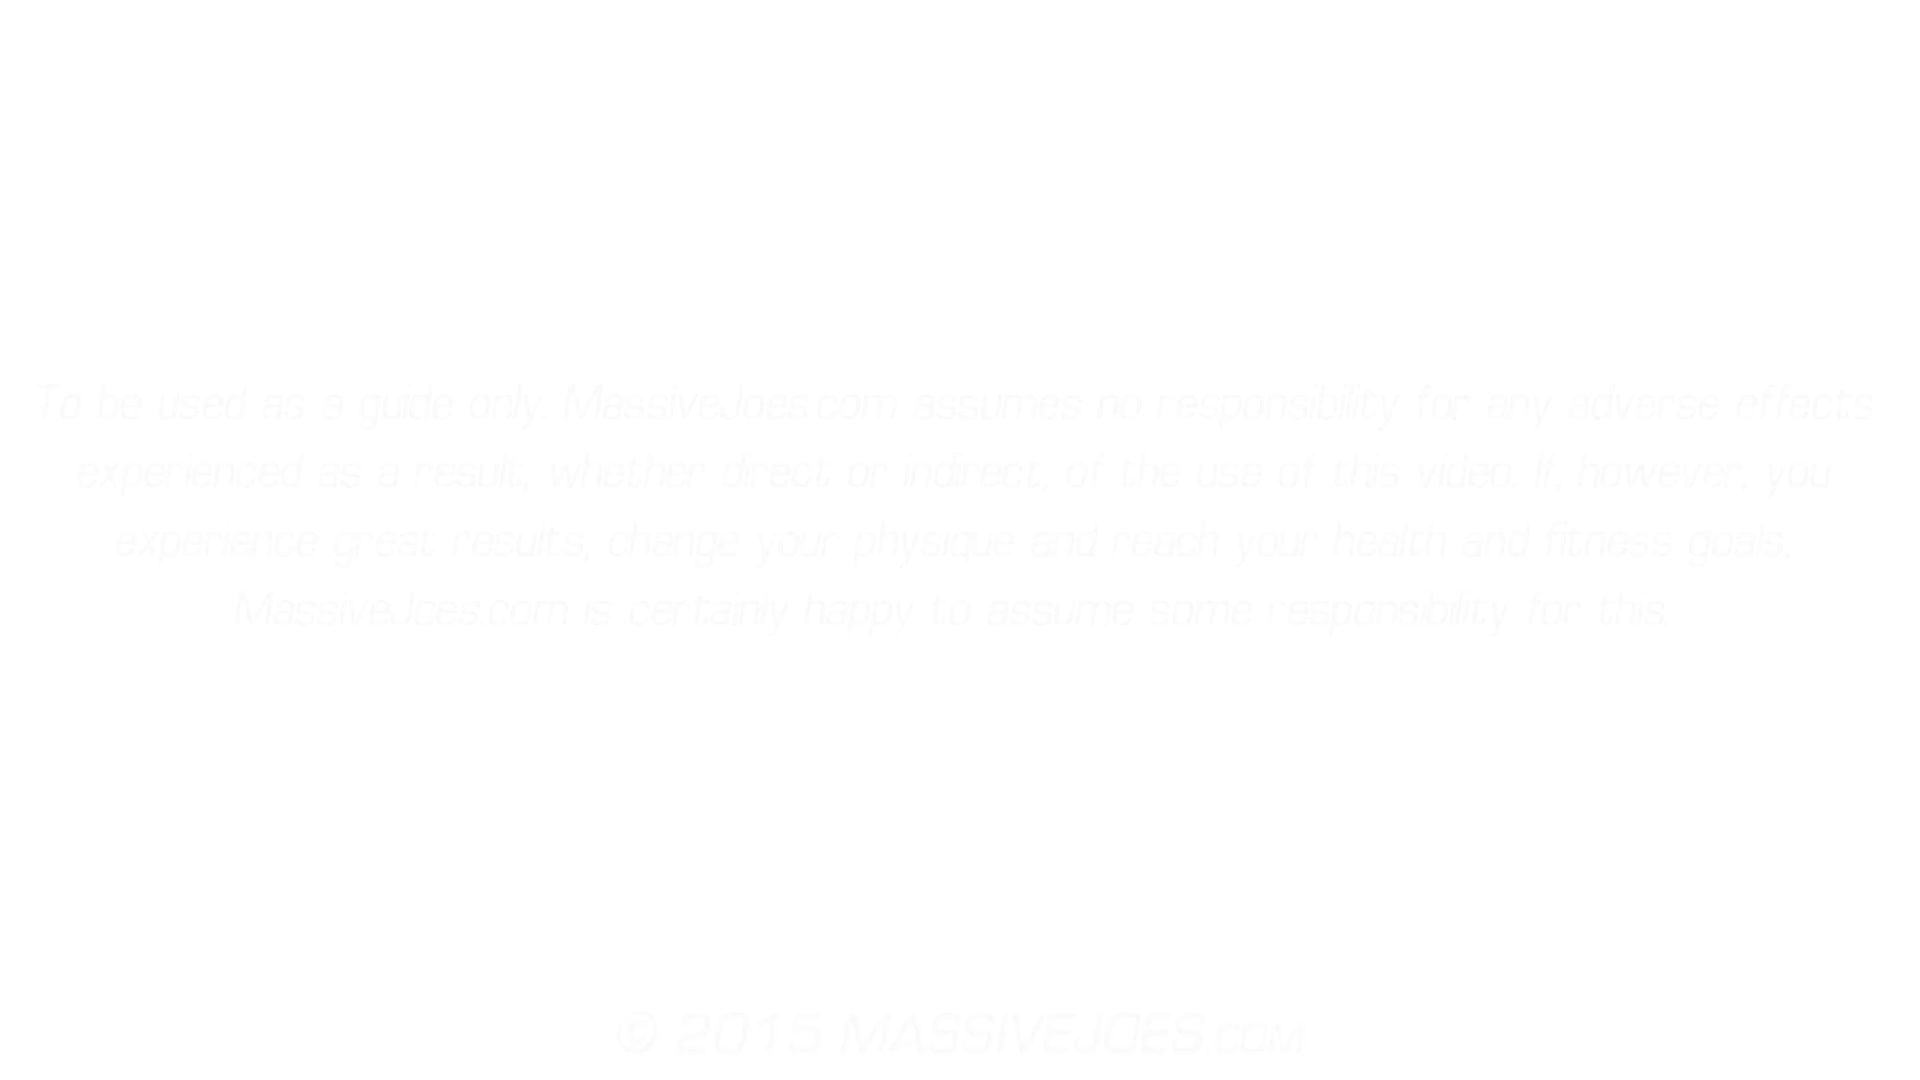 To be used as a guide only. MassiveJoes.com assumes no responsibility for any adverse effects
experienced as a result, whether direct or indirect, of the use of this video. If, however, you
experience great results, change your physique and reach your health and fitness goals,
MassiveJoes.com is certainly happy to assume some responsibility for this.
© 2015 MASSIVEJOES.COM